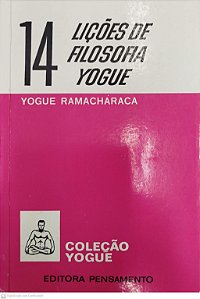 14 LIÇÕES DE
FILOSOFIA
YOGUE
YOGUE RAMACHÁRACA
COLEÇÃO
YOGUE
EDITORA PENSAMENTO